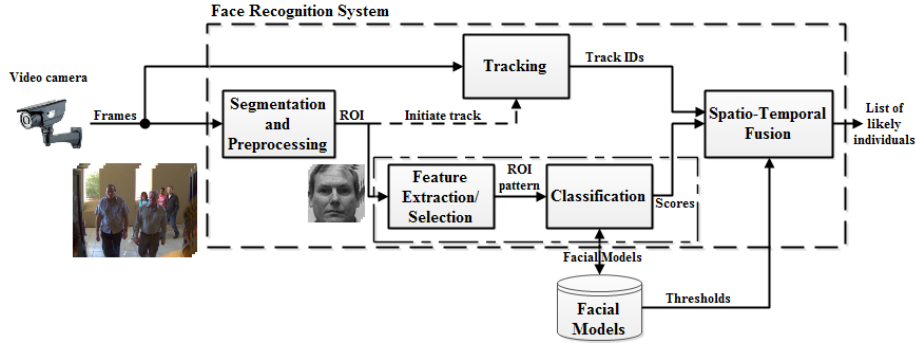 Face Recognition System
Video camera
Frames
Segmentation
and
Preprocessing
ROI
Initiate track
Tracking
Track IDs
Spatio-Temporal
Fusion
List of
likely
individuals
Feature
Extraction/
Selection
ROI
pattern
Classification
Scores
Facial Models
Facial
Models
Thresholds